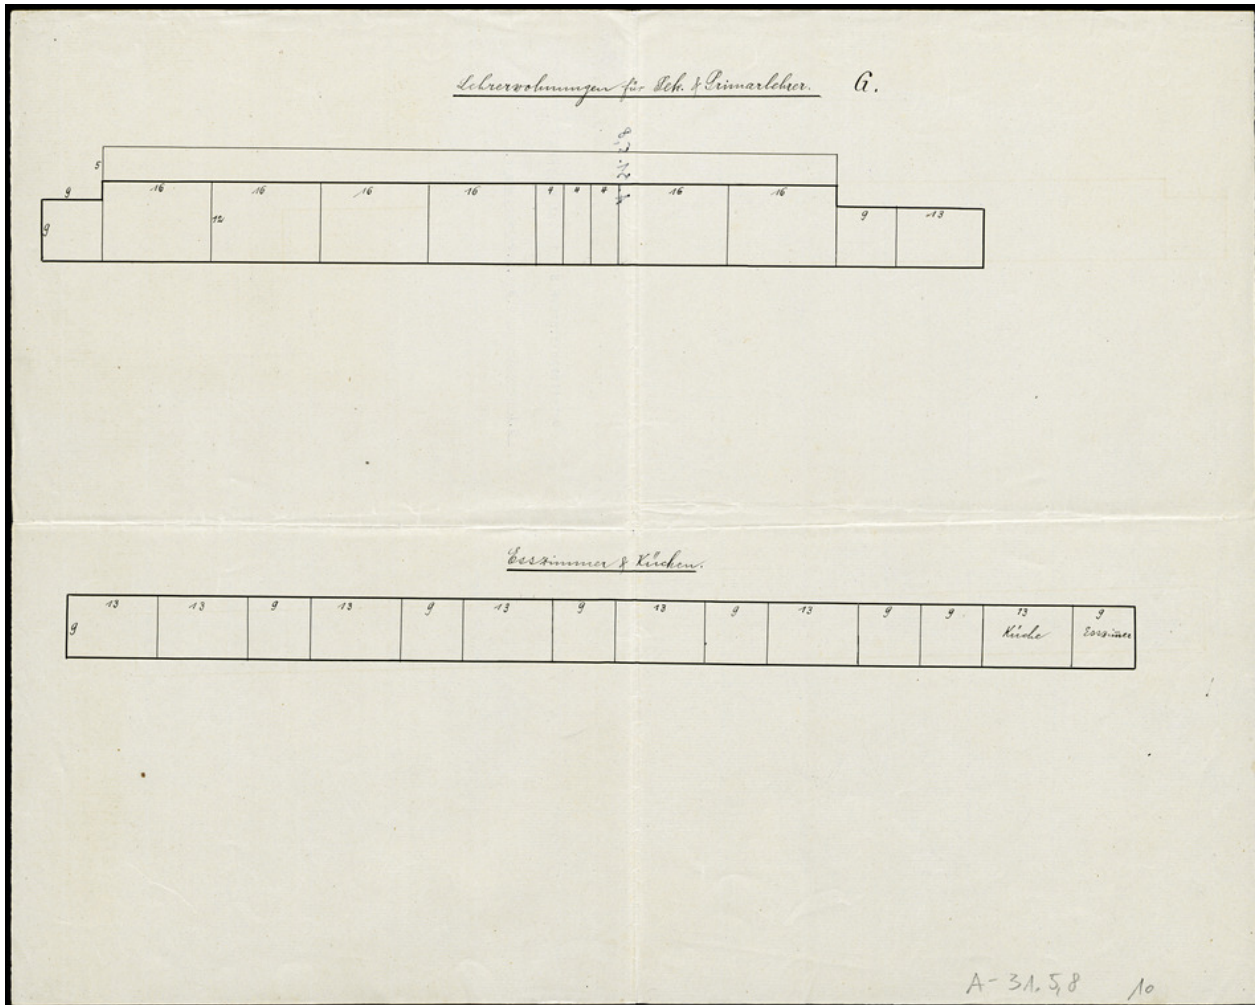 Lehrerwohnungen für Sek. & Primarlehrer. G.
5
9 16 16 16 16 4 4 4 16 16
9 12 9 13
Esszimmer & Küchen.
13 13 9 13 9 13 9 13 9 13 9 9 13 9
9 Küche Esszimmer
A-31.5,8 10